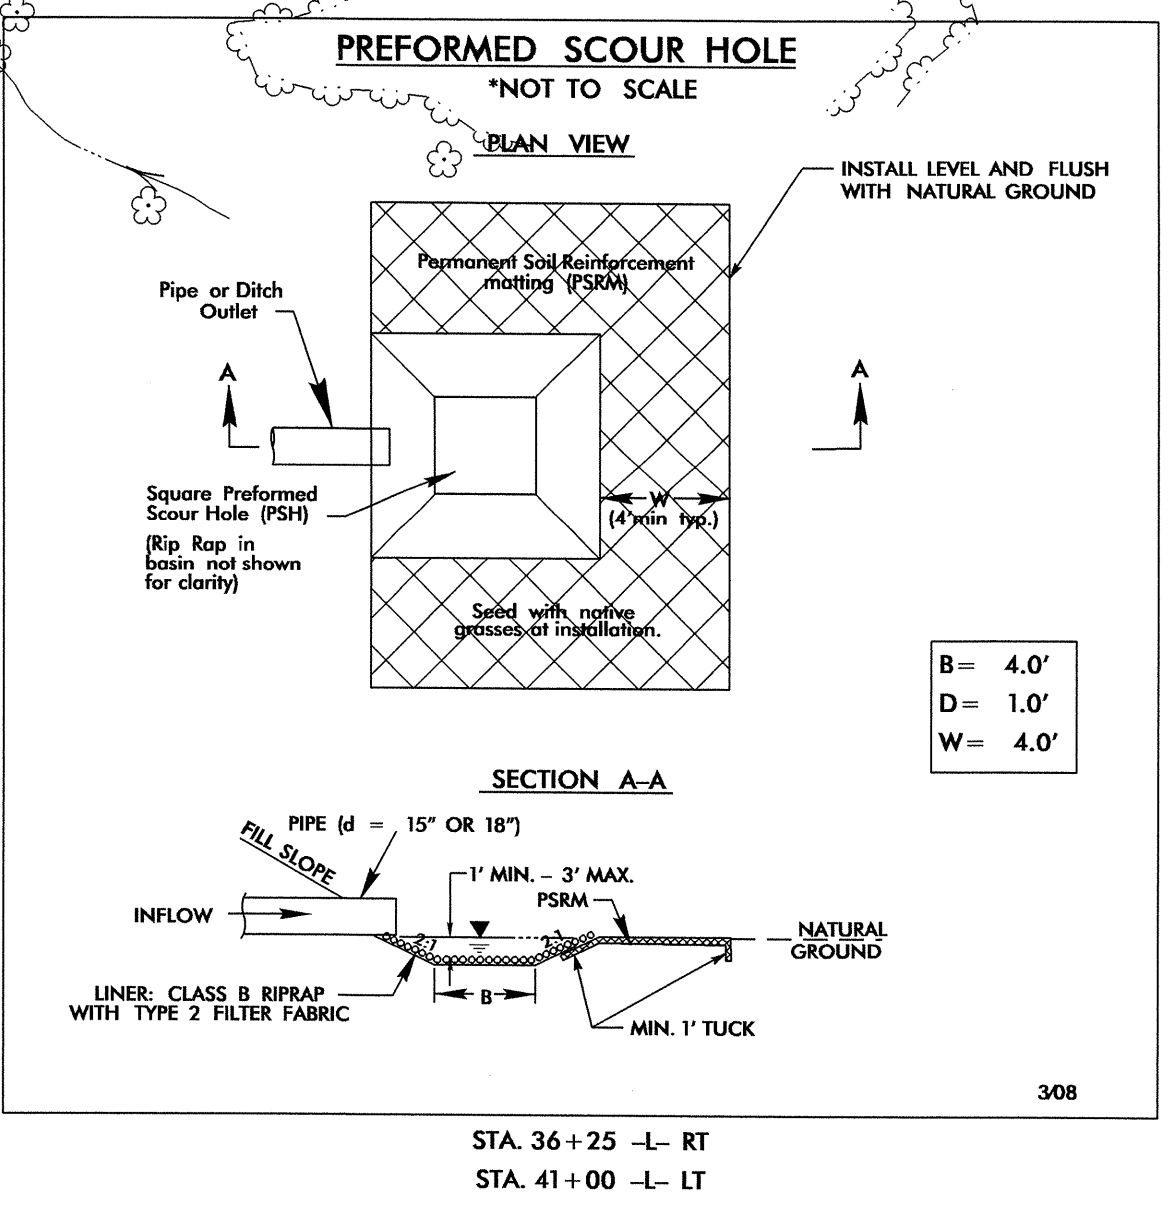 PREFORMED SCOUR HOLE
*NOT TO SCALE
PLAN VIEW
INSTALL LEVEL AND FLUSH
WITH NATURAL GROUND
Permanent Soil Reinforcement
matting (PSRM)
Pipe or Ditch
Outlet
A
A
Square Preformed
Scour Hole (PSH)
(Rip Rap in
basin not shown
for clarity)
W
(4'min typ.)
Seed with native
grasses at installation.
B= 4.0'
D= 1.0'
W= 4.0'
SECTION A-A
PIPE (d = 15" OR 18")
FILL SLOPE
1' MIN. - 3' MAX.
PSRM
INFLOW
2:1
2:1
NATURAL
GROUND
B
LINER: CLASS B RIPRAP
WITH TYPE 2 FILTER FABRIC
MIN. 1' TUCK
3/08
STA. 36+25 -L- RT
STA. 41+00 -L- LT